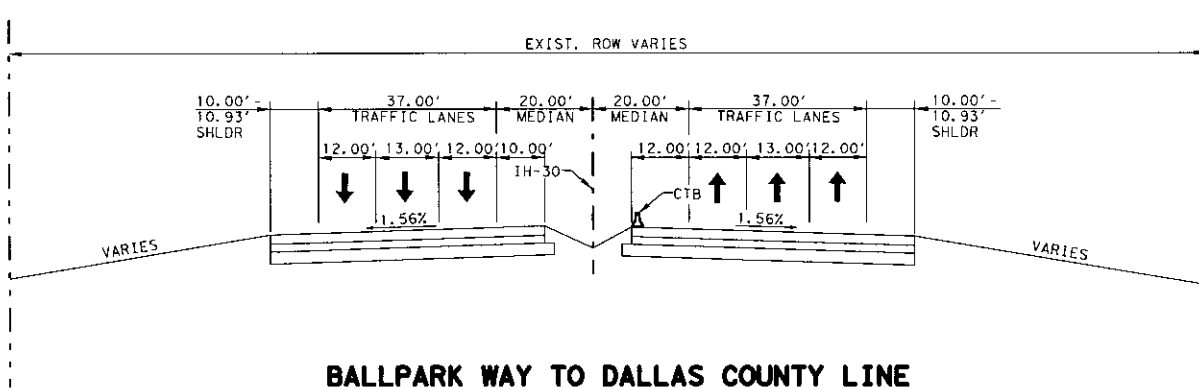 EXIST. ROW VARIES
10.00'- 37.00' 20.00' 20.00' 37.00' 10.00'-
10.93' TRAFFIC LANES MEDIAN MEDIAN TRAFFIC LANES 10.93'
SHLDR SHLDR
12.00' 13.00' 12.00' 10.00' 12.00' 12.00' 13.00' 12.00'
IH-30
CTB
1.56% 1.56%
VARIES VARIES
BALLPARK WAY TO DALLAS COUNTY LINE